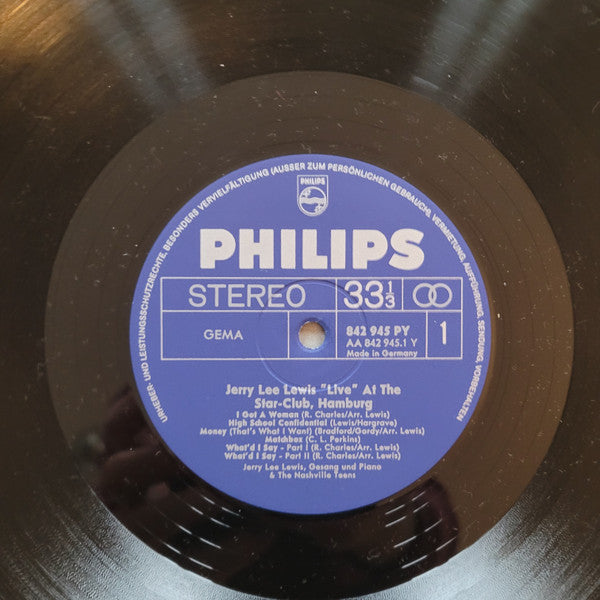 URHEBER- UND LEISTUNGSSCHUTZRECHTE, BESONDERS VERVIELFÄLTIGUNG (AUSSER ZUM PERSÖNLICHEN GEBRAUCH), VERMIETUNG, AUFFÜHRUNG, SENDUNG, VORBEHALTEN
PHILIPS
PHILIPS
STEREO 33 1/3
GEMA 842 945 PY 1
AA 842 945.1 Y
Made in Germany
Jerry Lee Lewis "Live" At The
Star-Club, Hamburg
I Got A Woman (R. Charles/Arr. Lewis)
High School Confidential (Lewis/Hargrave)
Money (That's What I Want) (Bradford/Gordy/Arr. Lewis)
Matchbox (C. L. Perkins)
What'd I Say - Part I (R. Charles/Arr. Lewis)
What'd I Say - Part II (R. Charles/Arr. Lewis)
Jerry Lee Lewis, Gesang und Piano
& The Nashville Teens